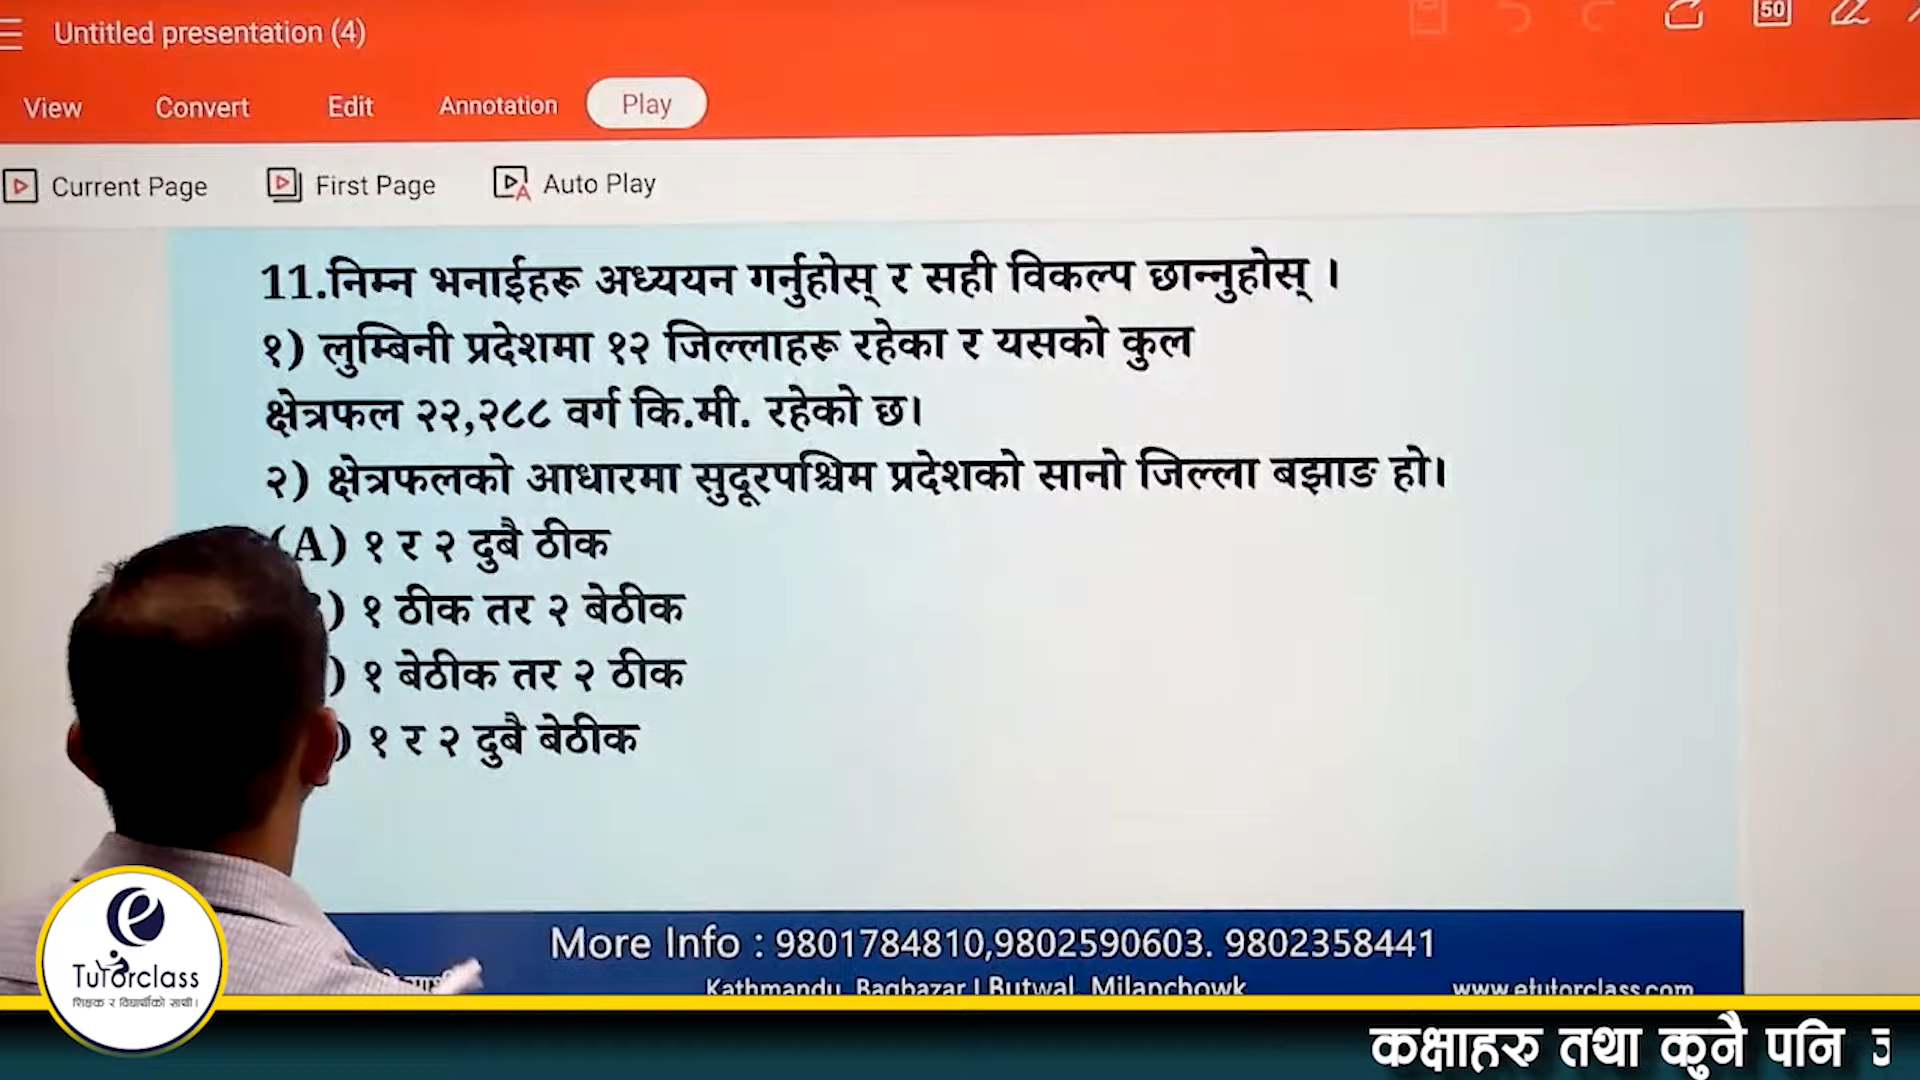 Untitled presentation (4)
50
View Convert Edit Annotation Play
Current Page First Page Auto Play
11.निम्न भनाईहरू अध्ययन गर्नुहोस् र सही विकल्प छान्नुहोस् ।
१) लुम्बिनी प्रदेशमा १२ जिल्लाहरू रहेका र यसको कुल
क्षेत्रफल २२,२८८ वर्ग कि.मी. रहेको छ।
२) क्षेत्रफलको आधारमा सुदूरपश्चिम प्रदेशको सानो जिल्ला बझाङ हो।
(A) १ र २ दुबै ठीक
) १ ठीक तर २ बेठीक
) १ बेठीक तर २ ठीक
) १ र २ दुबै बेठीक
More Info : 9801784810,9802590603. 9802358441
Kathmandu, Bagbazar | Butwal, Milanchowk
www.etutorclass.com
e
Tutorclass
शिक्षक र विद्यार्थीको साथी।
कक्षाहरु तथा कुनै पनि